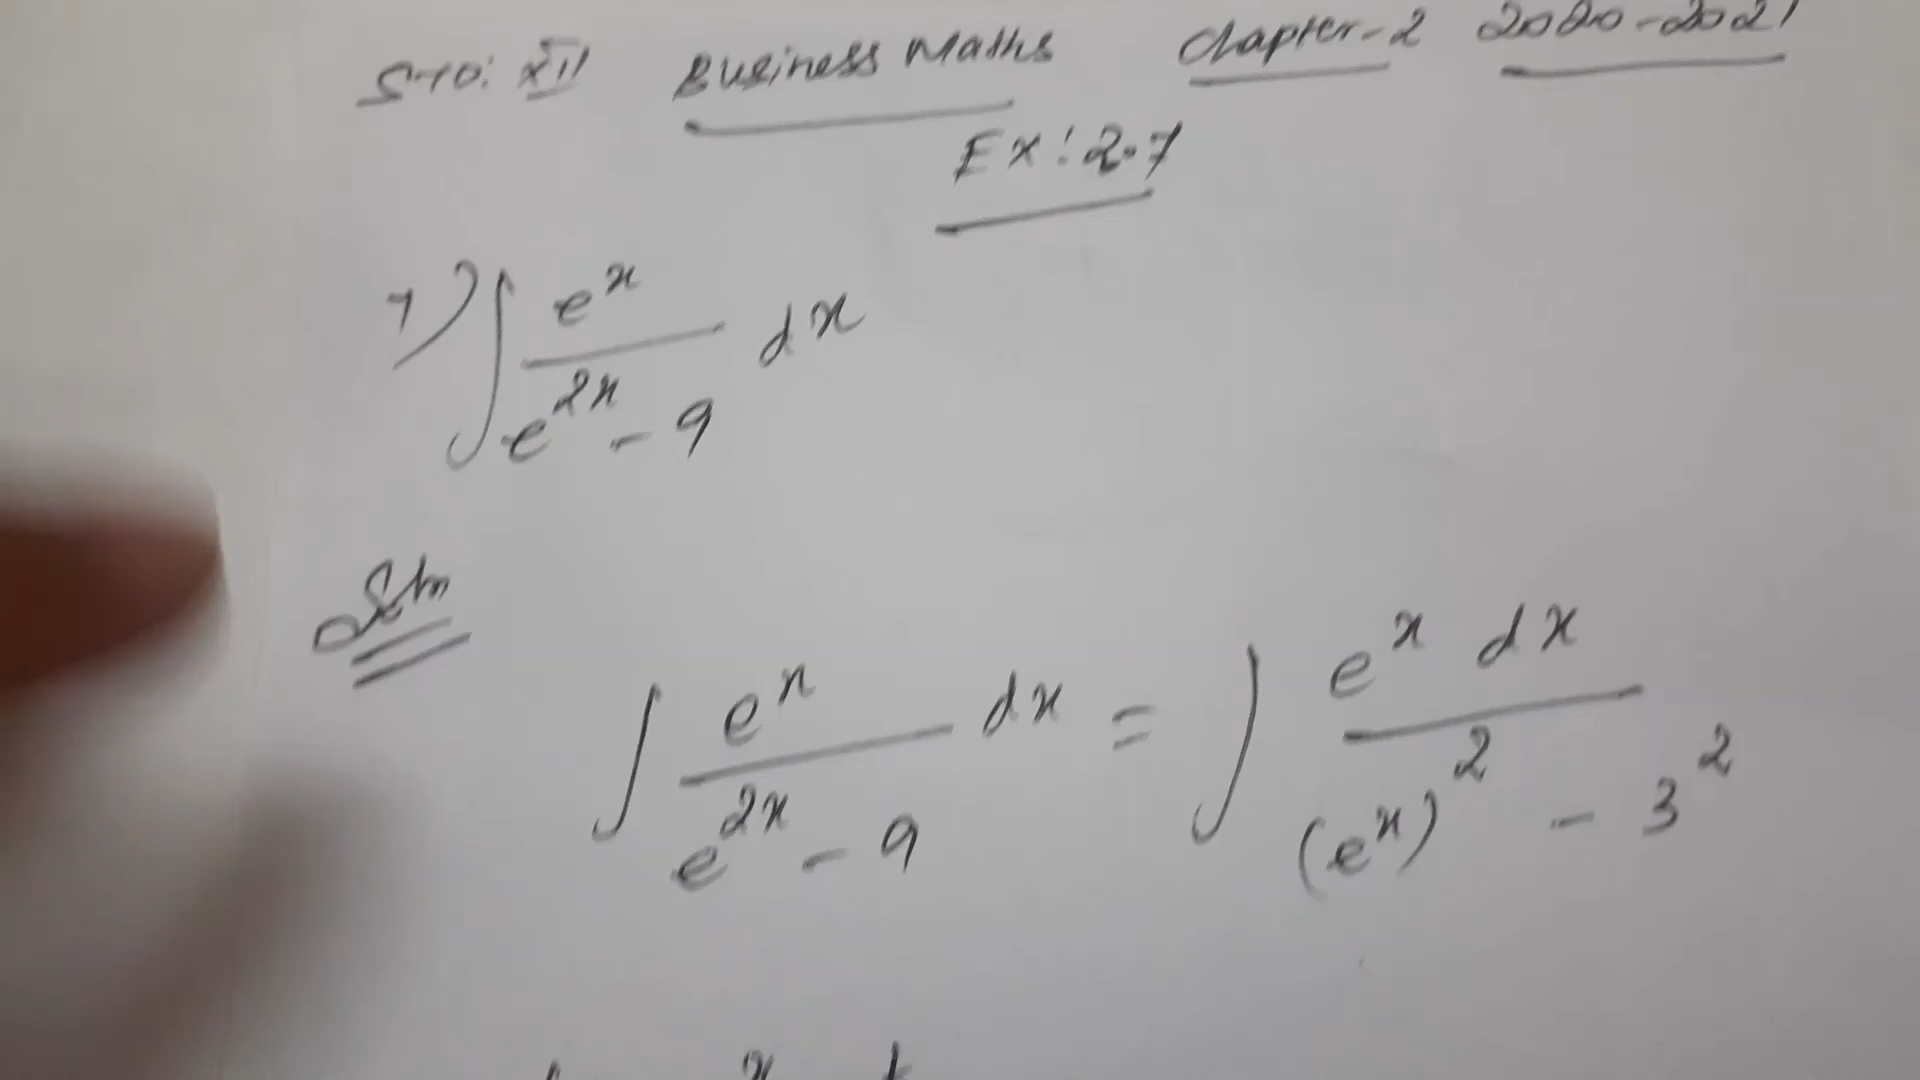 STD: XII Business Maths Chapter-2 2020-2021
Ex: 2.7
7) ∫ e^x / (e^(2x) - 9) dx
Soln
∫ e^x / (e^(2x) - 9) dx = ∫ e^x dx / ((e^x)^2 - 3^2)